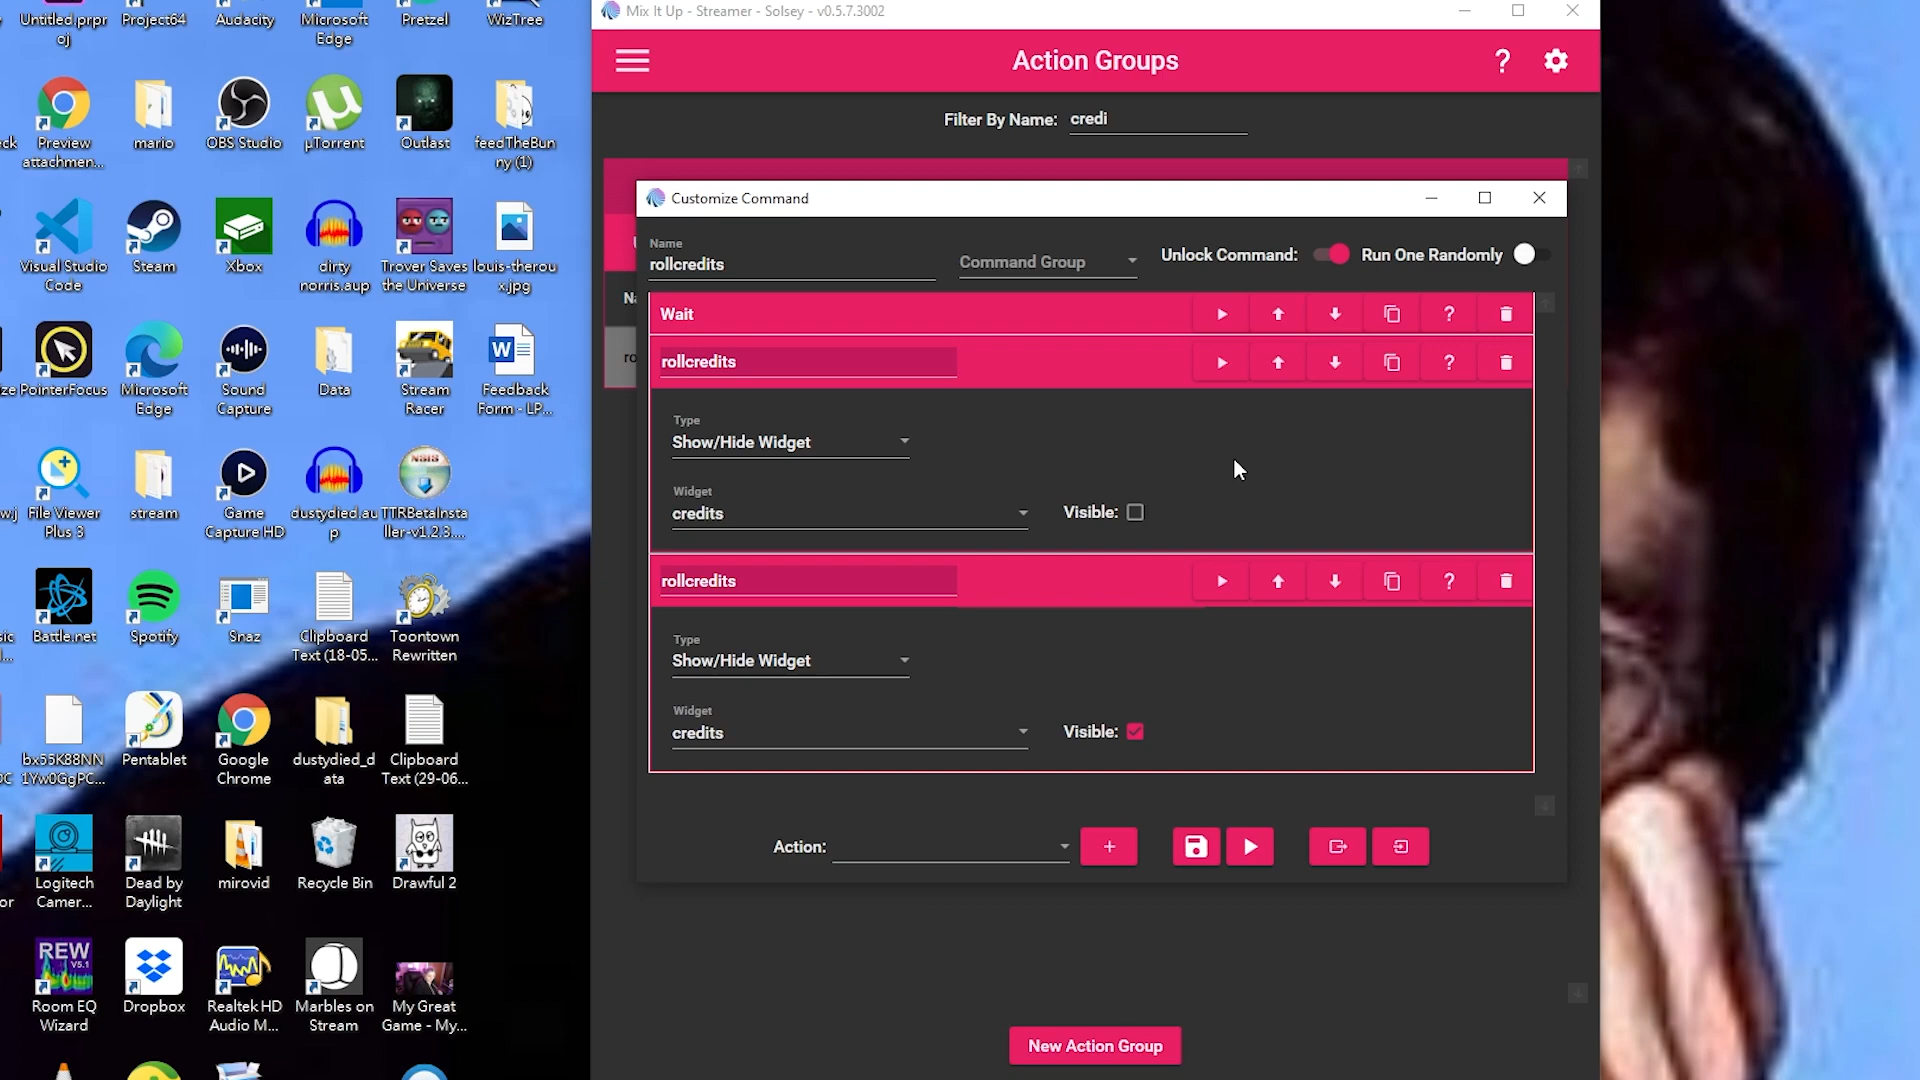 Untitled.prpr
oj
Project64
Audacity
Microsoft
Edge
Pretzel
WizTree
Preview
attachmen...
mario
OBS Studio
µTorrent
Outlast
feedTheBun
ny (1)
Visual Studio
Code
Steam
Xbox
dirty
norris.aup
Trover Saves
the Universe
louis-therou
x.jpg
PointerFocus
Microsoft
Edge
Sound
Capture
Data
Stream
Racer
Feedback
Form - LP...
File Viewer
Plus 3
stream
Game
Capture HD
dustydied.au
p
NSIS
TTRBetaInsta
ller-v1.2.3....
Battle.net
Spotify
Snaz
Clipboard
Text (18-05...
Toontown
Rewritten
bx55K88NN
1Yw0GgPC...
Pentablet
Google
Chrome
dustydied_d
ata
Clipboard
Text (29-06...
Logitech
Camer...
Dead by
Daylight
mirovid
Recycle Bin
Drawful 2
REW
V5.1
Room EQ
Wizard
Dropbox
Realtek HD
Audio M...
Marbles on
Stream
My Great
Game - My...
Mix It Up - Streamer - Solsey - v0.5.7.3002
Action Groups
?
Filter By Name: credi
Customize Command
Name
rollcredits
Command Group
Unlock Command:
Run One Randomly
Wait
?
rollcredits
?
Type
Show/Hide Widget
Widget
credits
Visible:
rollcredits
?
Type
Show/Hide Widget
Widget
credits
Visible:
Action:
+
New Action Group